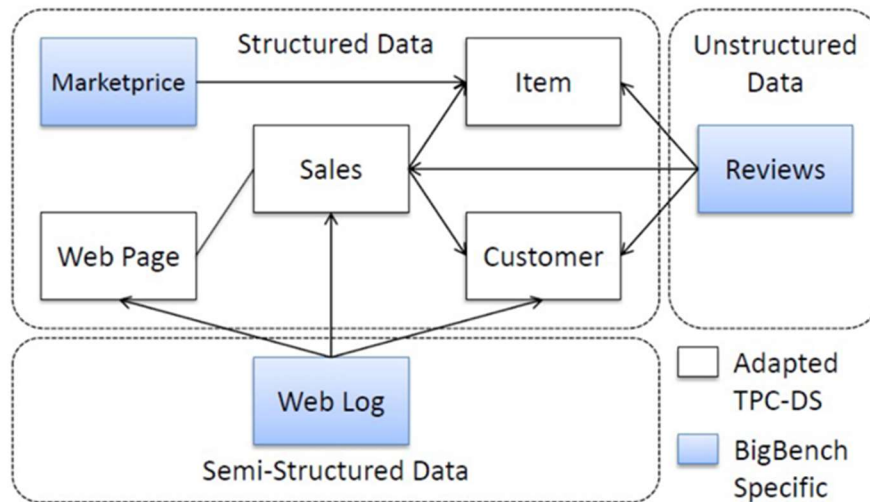 Structured Data
Unstructured
Data
Marketprice
Item
Sales
Reviews
Web Page
Customer
Web Log
Semi-Structured Data
Adapted
TPC-DS
BigBench
Specific